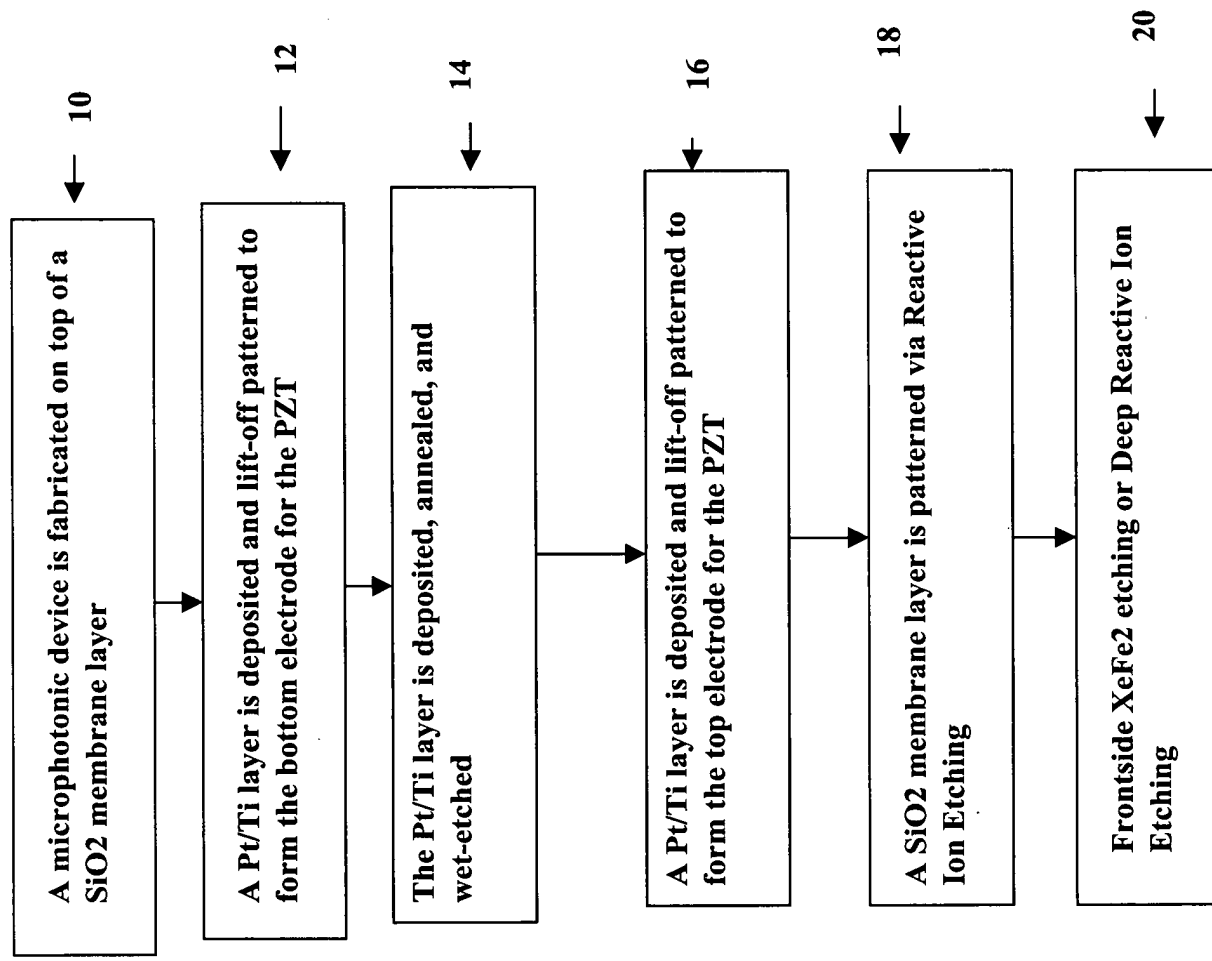 A microphotonic device is fabricated on top of a
SiO2 membrane layer
10
A Pt/Ti layer is deposited and lift-off patterned to
form the bottom electrode for the PZT
12
The Pt/Ti layer is deposited, annealed, and
wet-etched
14
A Pt/Ti layer is deposited and lift-off patterned to
form the top electrode for the PZT
16
A SiO2 membrane layer is patterned via Reactive
Ion Etching
18
Frontside XeFe2 etching or Deep Reactive Ion
Etching
20